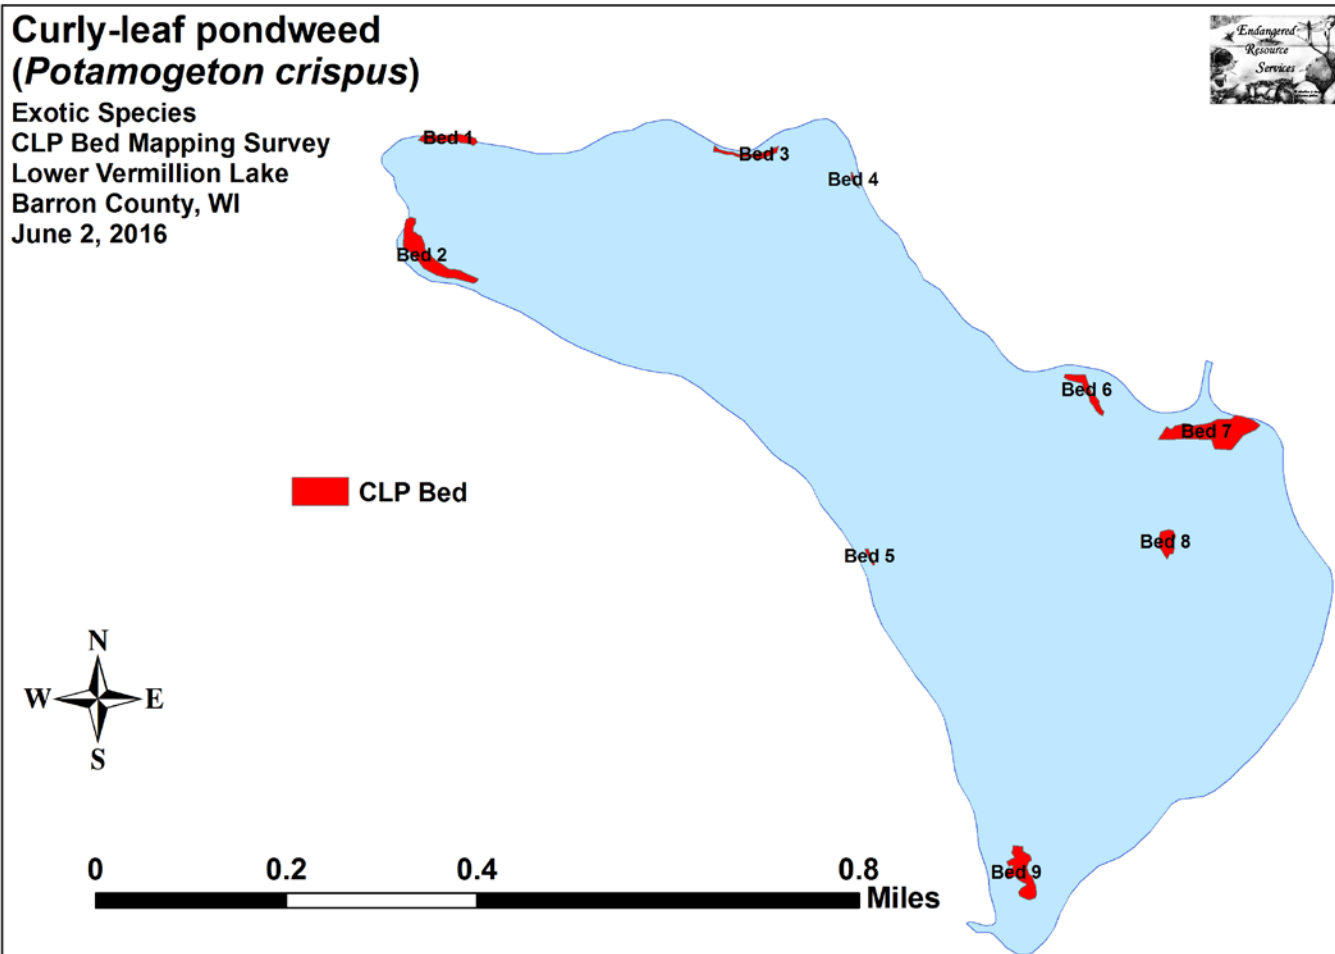 Curly-leaf pondweed
(Potamogeton crispus)
Exotic Species
CLP Bed Mapping Survey
Lower Vermillion Lake
Barron County, WI
June 2, 2016
Endangered
Resource
Services
Bed 1
Bed 3
Bed 4
Bed 2
Bed 6
Bed 7
CLP Bed
Bed 8
Bed 5
N
W E
S
0 0.2 0.4 0.8
Miles
Bed 9